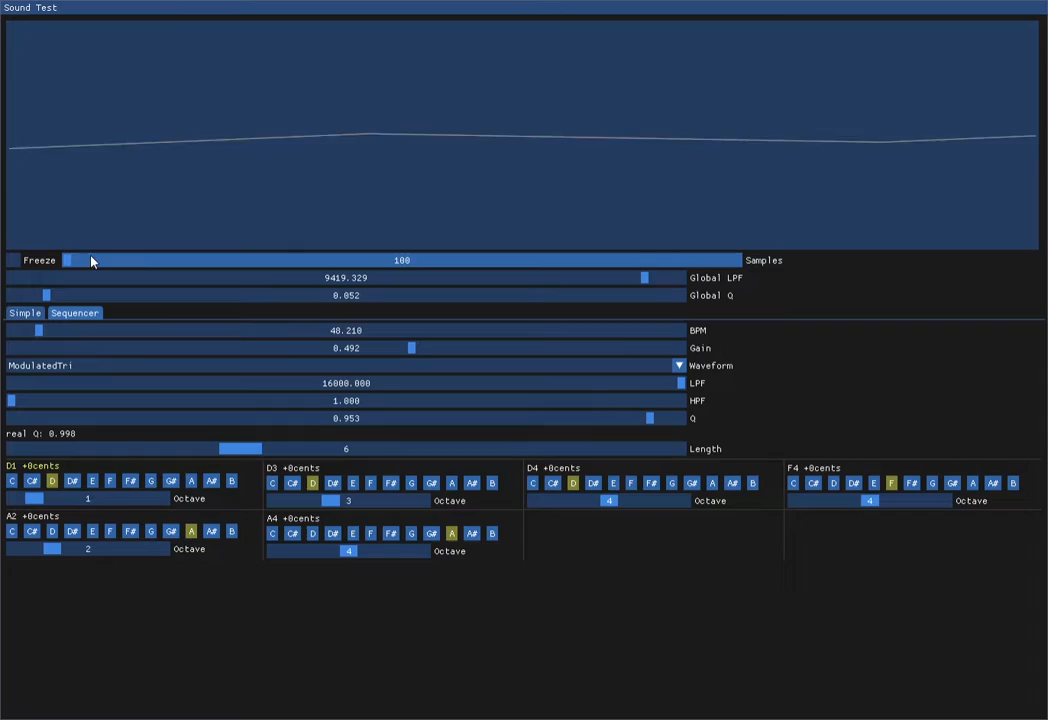 Sound Test
Freeze 100 Samples
9419.329 Global LPF
0.052 Global Q
Simple Sequencer
48.210 BPM
0.492 Gain
ModulatedTri Waveform
16000.000 LPF
1.000 HPF
0.953 Q
real Q: 0.998
6 Length
D1 +0cents D3 +0cents D4 +0cents F4 +0cents
C C# D D# E F F# G G# A A# B C C# D D# E F F# G G# A A# B C C# D D# E F F# G G# A A# B C C# D D# E F F# G G# A A# B
1 Octave 3 Octave 4 Octave 4 Octave
A2 +0cents A4 +0cents
C C# D D# E F F# G G# A A# B C C# D D# E F F# G G# A A# B
2 Octave 4 Octave